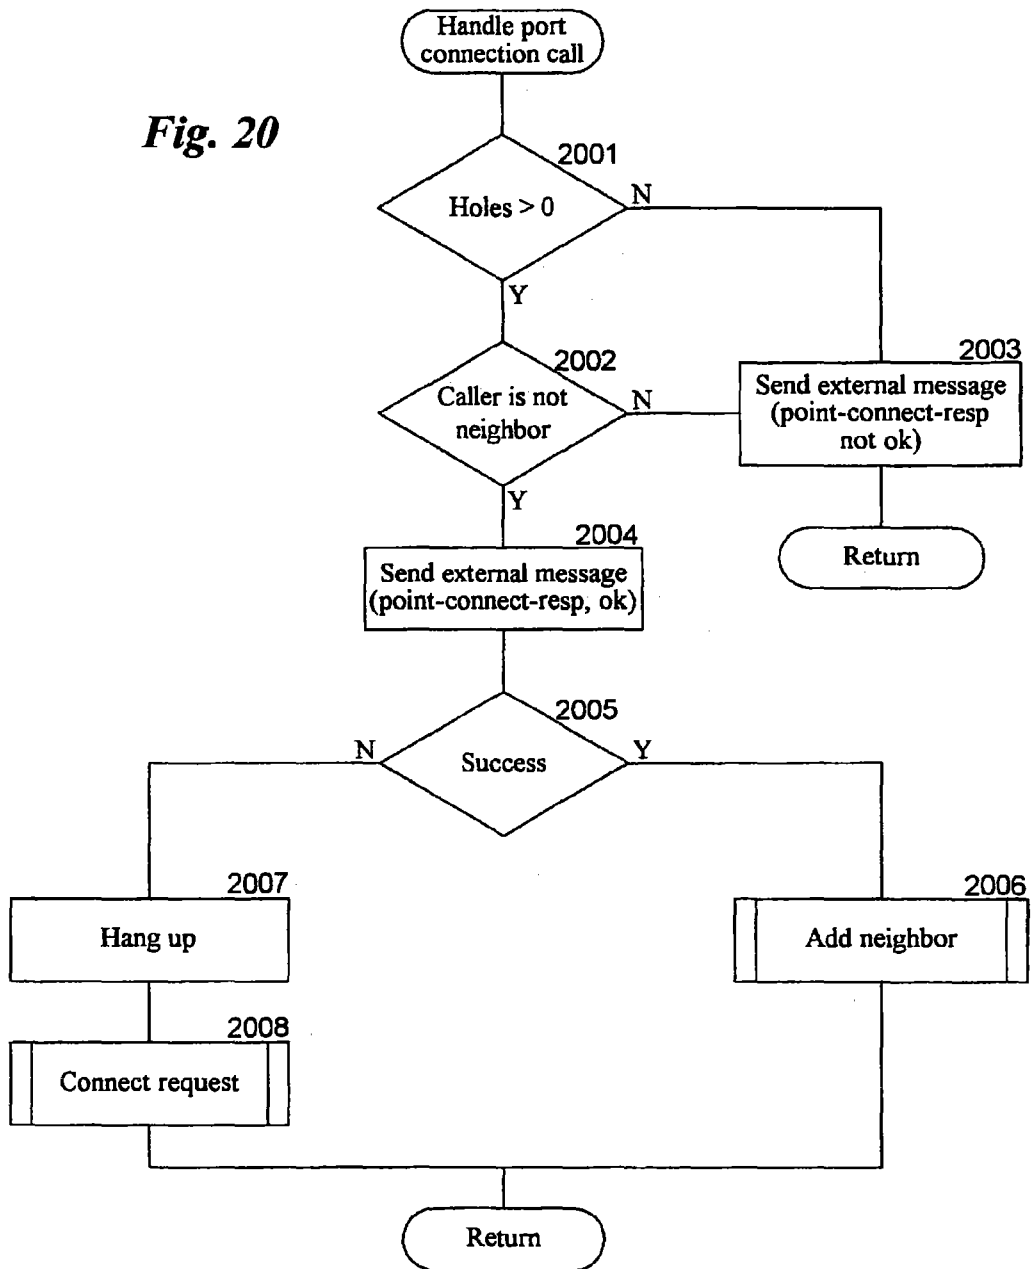 Handle port
connection call
Fig. 20
2001
Holes > 0
N
Y
2002
Caller is not
neighbor
N
Y
2003
Send external message
(point-connect-resp
not ok)
Return
2004
Send external message
(point-connect-resp, ok)
2005
N
Success
Y
2007
Hang up
2006
Add neighbor
2008
Connect request
Return